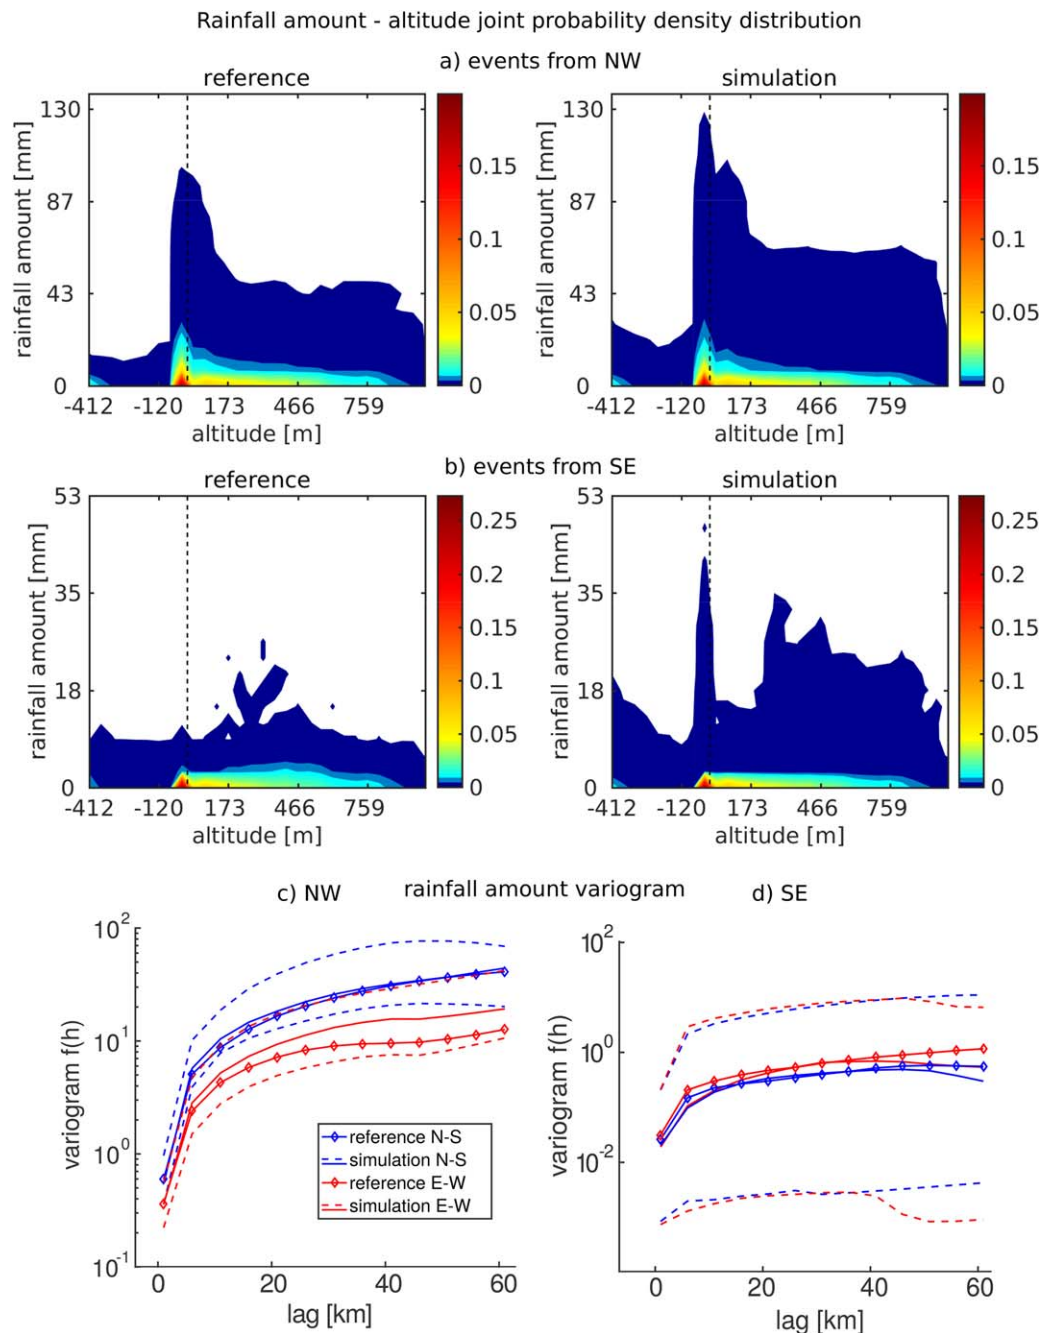 Rainfall amount - altitude joint probability density distribution
a) events from NW
reference
simulation
rainfall amount [mm]
130
87
43
0
-412 -120 173 466 759
altitude [m]
0.15
0.1
0.05
0
rainfall amount [mm]
130
87
43
0
-412 -120 173 466 759
altitude [m]
0.15
0.1
0.05
0
b) events from SE
reference
simulation
rainfall amount [mm]
53
35
18
0
-412 -120 173 466 759
altitude [m]
0.25
0.2
0.15
0.1
0.05
0
rainfall amount [mm]
53
35
18
0
-412 -120 173 466 759
altitude [m]
0.25
0.2
0.15
0.1
0.05
0
c) NW
rainfall amount variogram
d) SE
variogram f(h)
10^2
10^1
10^0
10^-1
0 20 40 60
lag [km]
reference N-S
simulation N-S
reference E-W
simulation E-W
variogram f(h)
10^2
10^0
10^-2
0 20 40 60
lag [km]